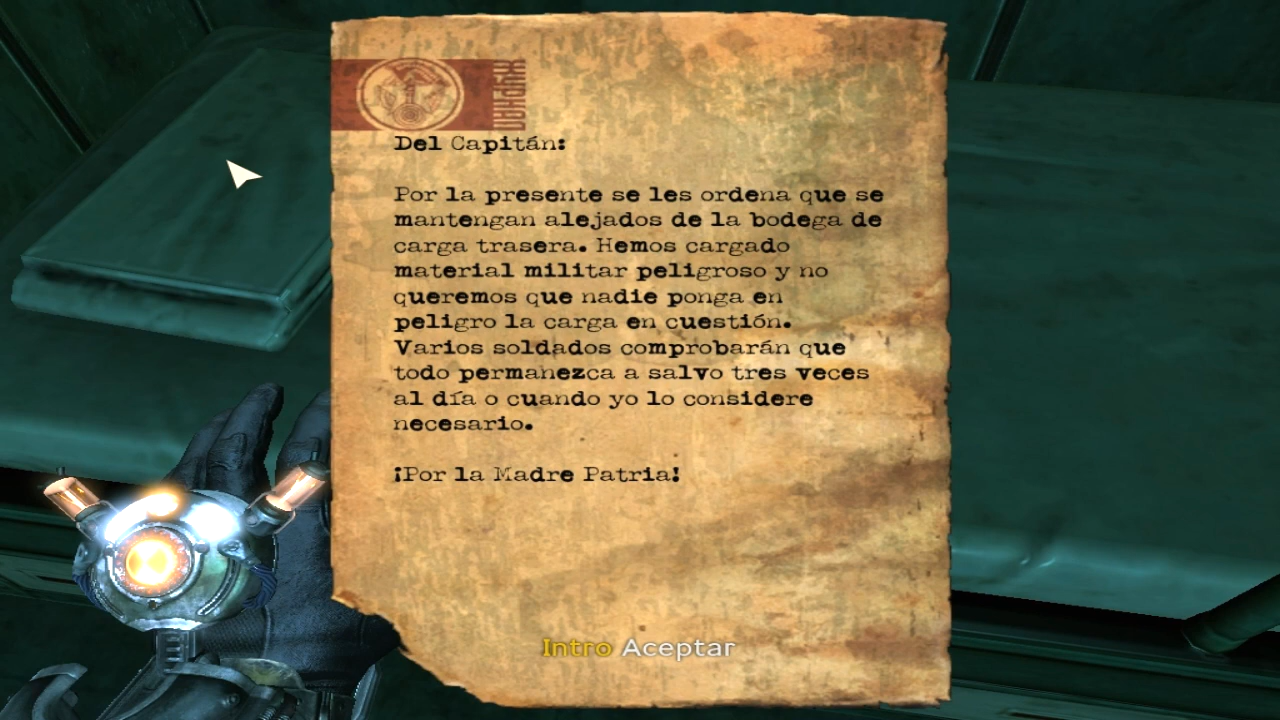 Del Capitán:
Por la presente se les ordena que se
mantengan alejados de la bodega de
carga trasera. Hemos cargado
material militar peligroso y no
queremos que nadie ponga en
peligro la carga en cuestión.
Varios soldados comprobarán que
todo permanezca a salvo tres veces
al día o cuando yo lo considere
necesario.
¡Por la Madre Patria!
Intro Aceptar